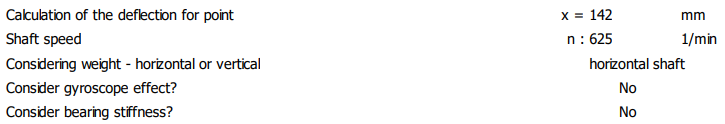 Calculation of the deflection for point x = 142 mm
Shaft speed n : 625 1/min
Considering weight - horizontal or vertical horizontal shaft
Consider gyroscope effect? No
Consider bearing stiffness? No